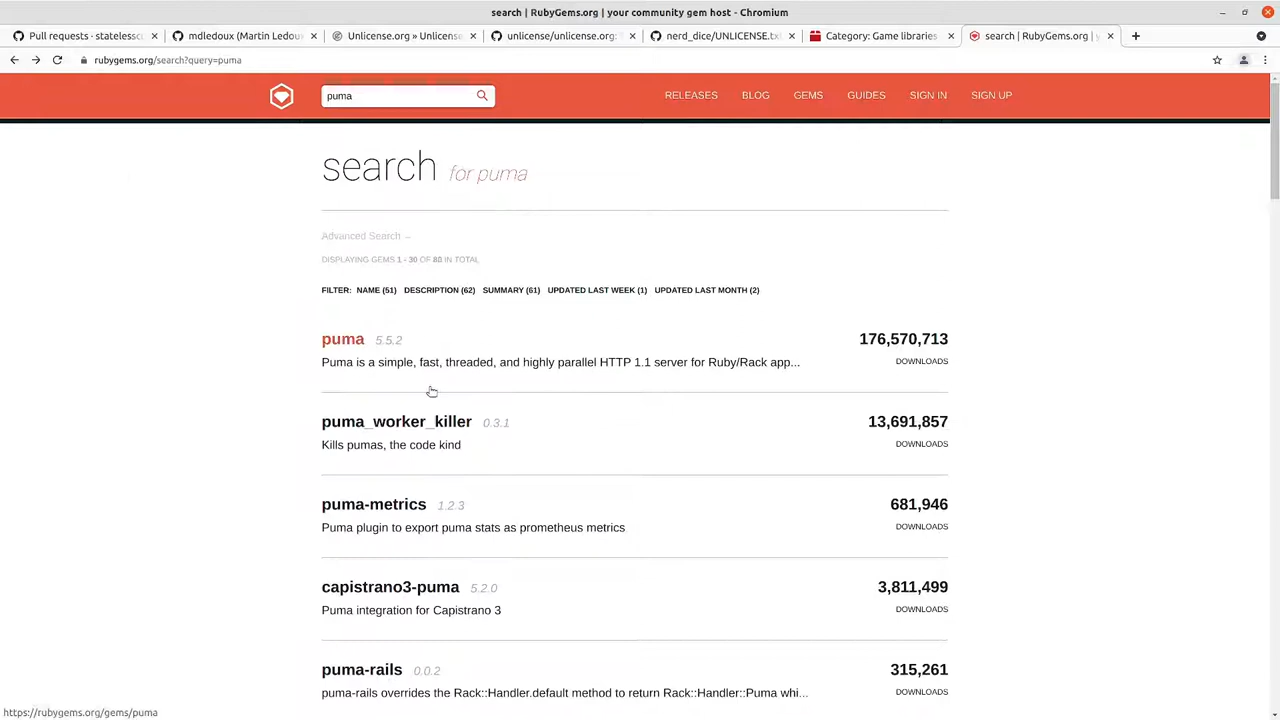 search | RubyGems.org | your community gem host - Chromium
Pull requests · statelessc
mdledoux (Martin Ledou
Unlicense.org » Unlicense
unlicense/unlicense.org:
nerd_dice/UNLICENSE.tx
Category: Game libraries
search | RubyGems.org | y
rubygems.org/search?query=puma
puma
RELEASES BLOG GEMS GUIDES SIGN IN SIGN UP
search for puma
Advanced Search –
DISPLAYING GEMS 1 - 30 OF 80 IN TOTAL
FILTER: NAME (51) DESCRIPTION (62) SUMMARY (61) UPDATED LAST WEEK (1) UPDATED LAST MONTH (2)
puma 5.5.2 176,570,713
Puma is a simple, fast, threaded, and highly parallel HTTP 1.1 server for Ruby/Rack app... DOWNLOADS
puma_worker_killer 0.3.1 13,691,857
Kills pumas, the code kind DOWNLOADS
puma-metrics 1.2.3 681,946
Puma plugin to export puma stats as prometheus metrics DOWNLOADS
capistrano3-puma 5.2.0 3,811,499
Puma integration for Capistrano 3 DOWNLOADS
puma-rails 0.0.2 315,261
puma-rails overrides the Rack::Handler.default method to return Rack::Handler::Puma whi... DOWNLOADS
https://rubygems.org/gems/puma